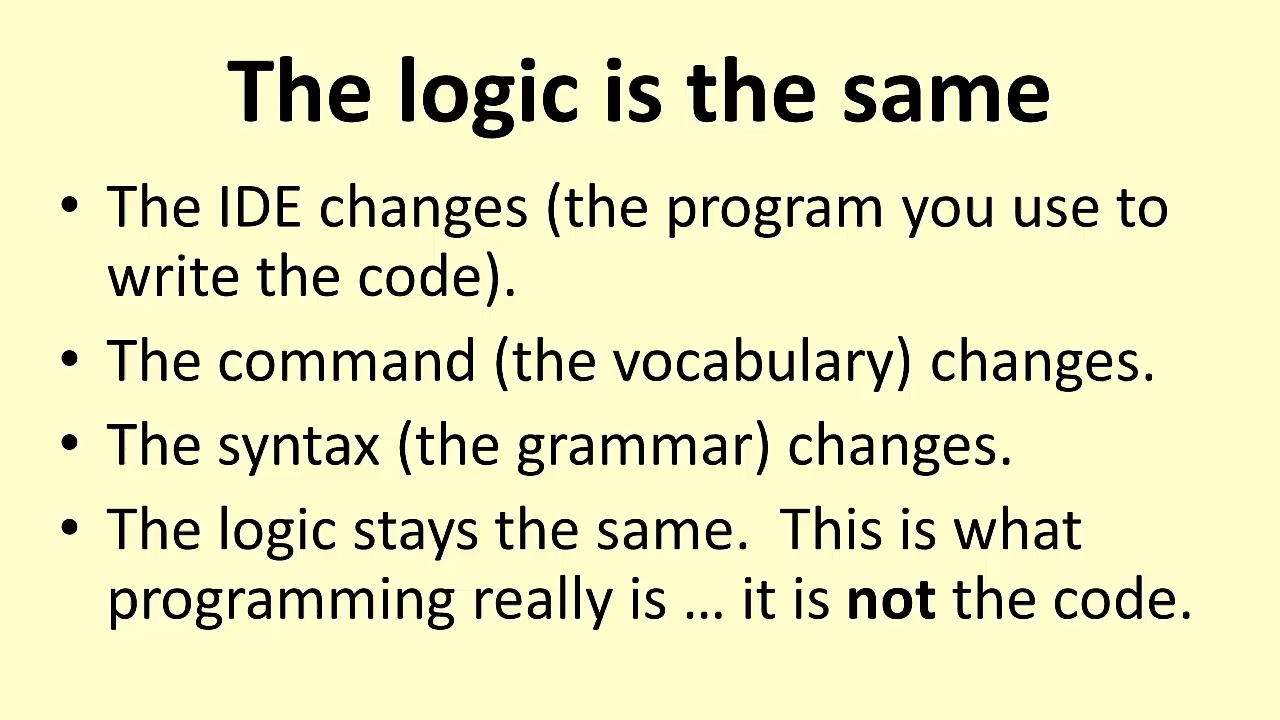 The logic is the same
• The IDE changes (the program you use to
write the code).
• The command (the vocabulary) changes.
• The syntax (the grammar) changes.
• The logic stays the same.  This is what
programming really is ... it is not the code.